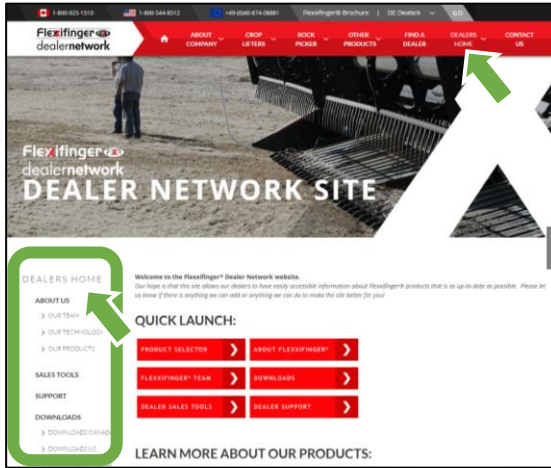 1-800-925-1510 1-800-544-8512 +49-(0)40-874-08881 Flexxifinger® Brochure | DE Deutsch GO
Flexxifinger
dealernetwork
ABOUT COMPANY CROP LIFTERS ROCK PICKER OTHER PRODUCTS FIND A DEALER DEALERS HOME CONTACT US
Flexxifinger
dealernetwork
DEALER NETWORK SITE
DEALERS HOME
ABOUT US
> OUR TEAM
> OUR TECHNOLOGY
> OUR PRODUCTS
SALES TOOLS
SUPPORT
DOWNLOADS
> DOWNLOADS CANAD
> DOWNLOADS US
Welcome to the Flexxifinger® Dealer Network website.
Our hope is that this site allows our dealers to have easily accessible information about Flexxifinger® products that is as up-to-date as possible. Please let
us know if there is anything we can add or anything we can do to make the site better for you!
QUICK LAUNCH:
PRODUCT SELECTOR ABOUT FLEXXIFINGER®
FLEXXIFINGER® TEAM DOWNLOADS
DEALER SALES TOOLS DEALER SUPPORT
LEARN MORE ABOUT OUR PRODUCTS: